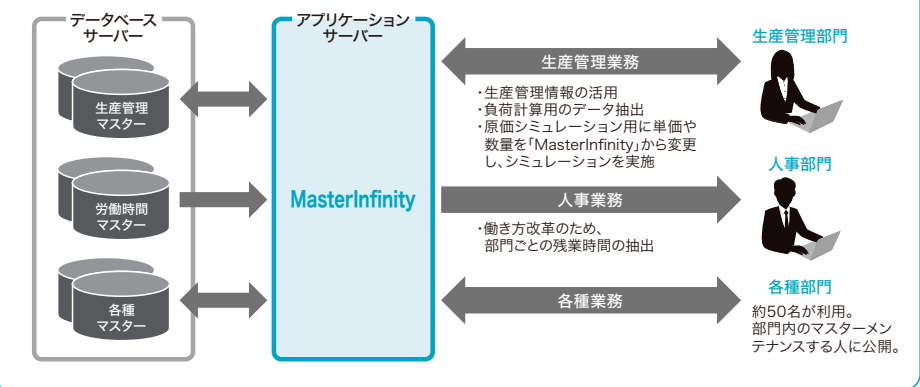 データベース
サーバー
生産管理
マスター
労働時間
マスター
各種
マスター
アプリケーション
サーバー
MasterInfinity
生産管理業務
・生産管理情報の活用
・負荷計算用のデータ抽出
・原価シミュレーション用に単価や
数量を「MasterInfinity」から変更
し、シミュレーションを実施
人事業務
・働き方改革のため、
部門ごとの残業時間の抽出
各種業務
生産管理部門
人事部門
各種部門
約50名が利用。
部門内のマスターメン
テナンスする人に公開。